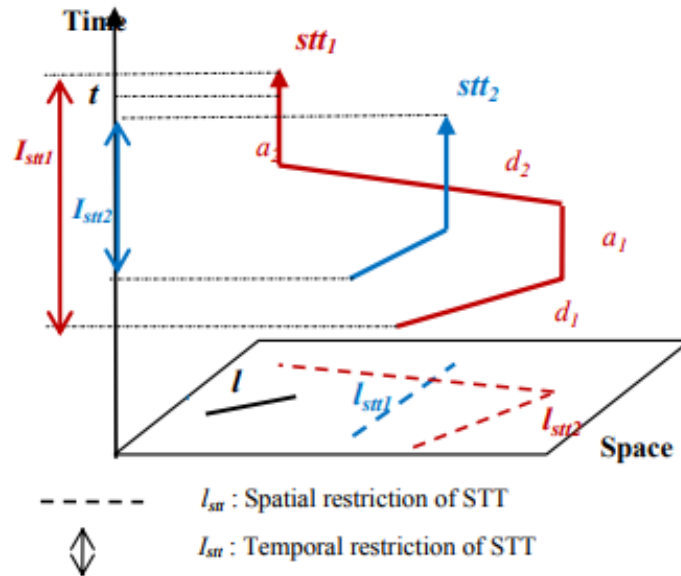 Time
stt₁
t
stt₂
Iₛₜₜ₁
a₂
d₂
Iₛₜₜ₂
a₁
d₁
l
lₛₜₜ₁
lₛₜₜ₂
Space
lₛₜₜ : Spatial restriction of STT
Iₛₜₜ : Temporal restriction of STT